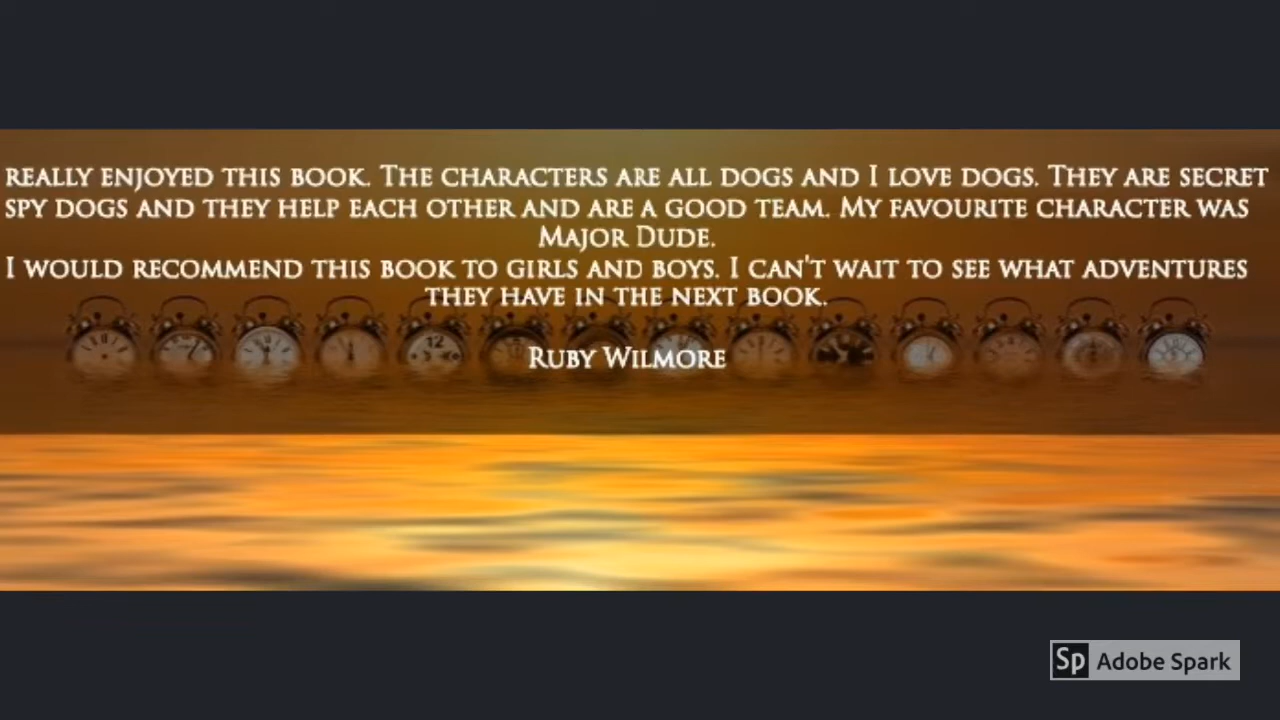 REALLY ENJOYED THIS BOOK. THE CHARACTERS ARE ALL DOGS AND I LOVE DOGS. THEY ARE SECRET
SPY DOGS AND THEY HELP EACH OTHER AND ARE A GOOD TEAM. MY FAVOURITE CHARACTER WAS
MAJOR DUDE.
I WOULD RECOMMEND THIS BOOK TO GIRLS AND BOYS. I CAN'T WAIT TO SEE WHAT ADVENTURES
THEY HAVE IN THE NEXT BOOK.
RUBY WILMORE
12
Sp Adobe Spark